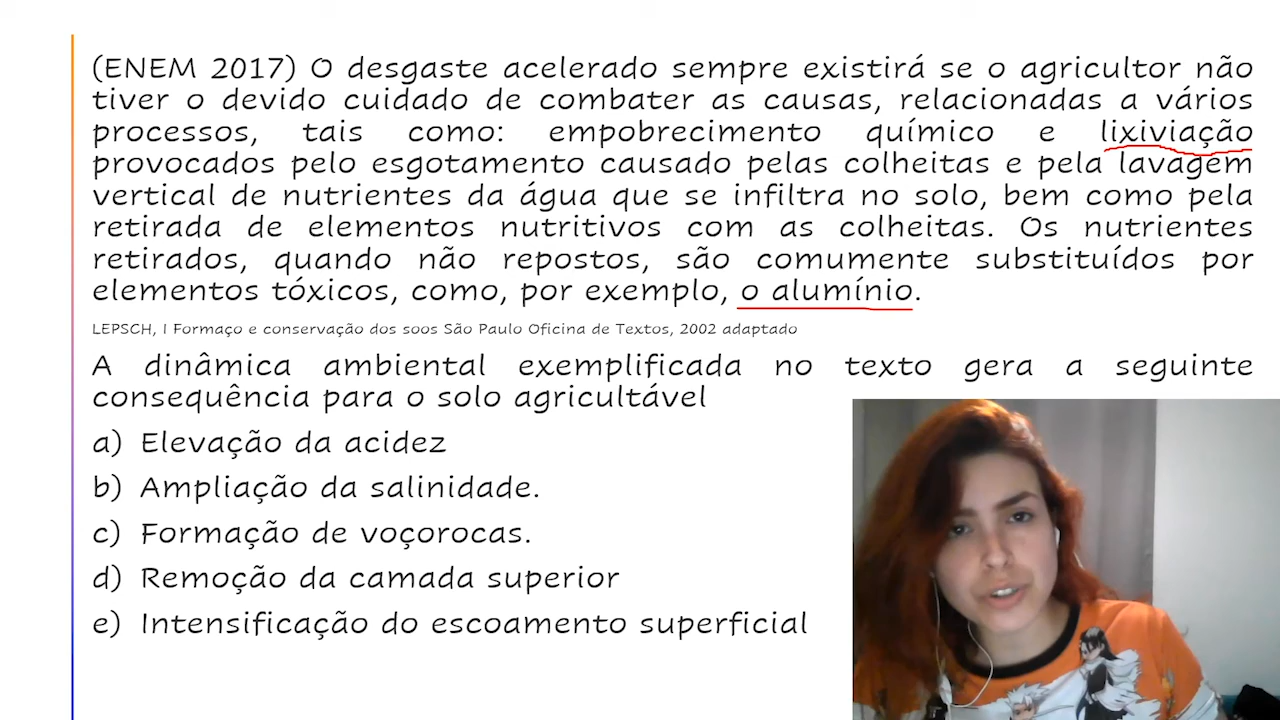 (ENEM 2017) O desgaste acelerado sempre existirá se o agricultor não
tiver o devido cuidado de combater as causas, relacionadas a vários
processos, tais como: empobrecimento químico e lixiviação
provocados pelo esgotamento causado pelas colheitas e pela lavagem
vertical de nutrientes da água que se infiltra no solo, bem como pela
retirada de elementos nutritivos com as colheitas. Os nutrientes
retirados, quando não repostos, são comumente substituídos por
elementos tóxicos, como, por exemplo, o alumínio.
LEPSCH, I Formaço e conservação dos soos São Paulo Oficina de Textos, 2002 adaptado
A dinâmica ambiental exemplificada no texto gera a seguinte
consequência para o solo agricultável
a) Elevação da acidez
b) Ampliação da salinidade.
c) Formação de voçorocas.
d) Remoção da camada superior
e) Intensificação do escoamento superficial